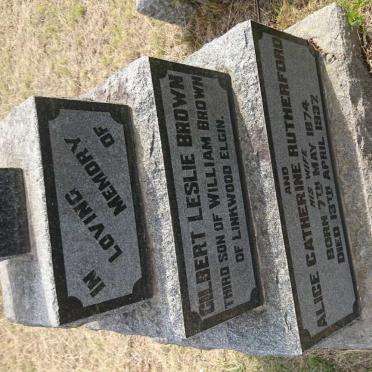 IN LOVING
MEMORY OF
GILBERT LESLIE BROWN
THIRD SON OF WILLIAM BROWN
OF LINKWOOD ELGIN.
AND
ALICE CATHERINE RUTHERFORD
HIS WIFE
BORN 7TH MAY 1874
DIED 13TH APRIL 1952